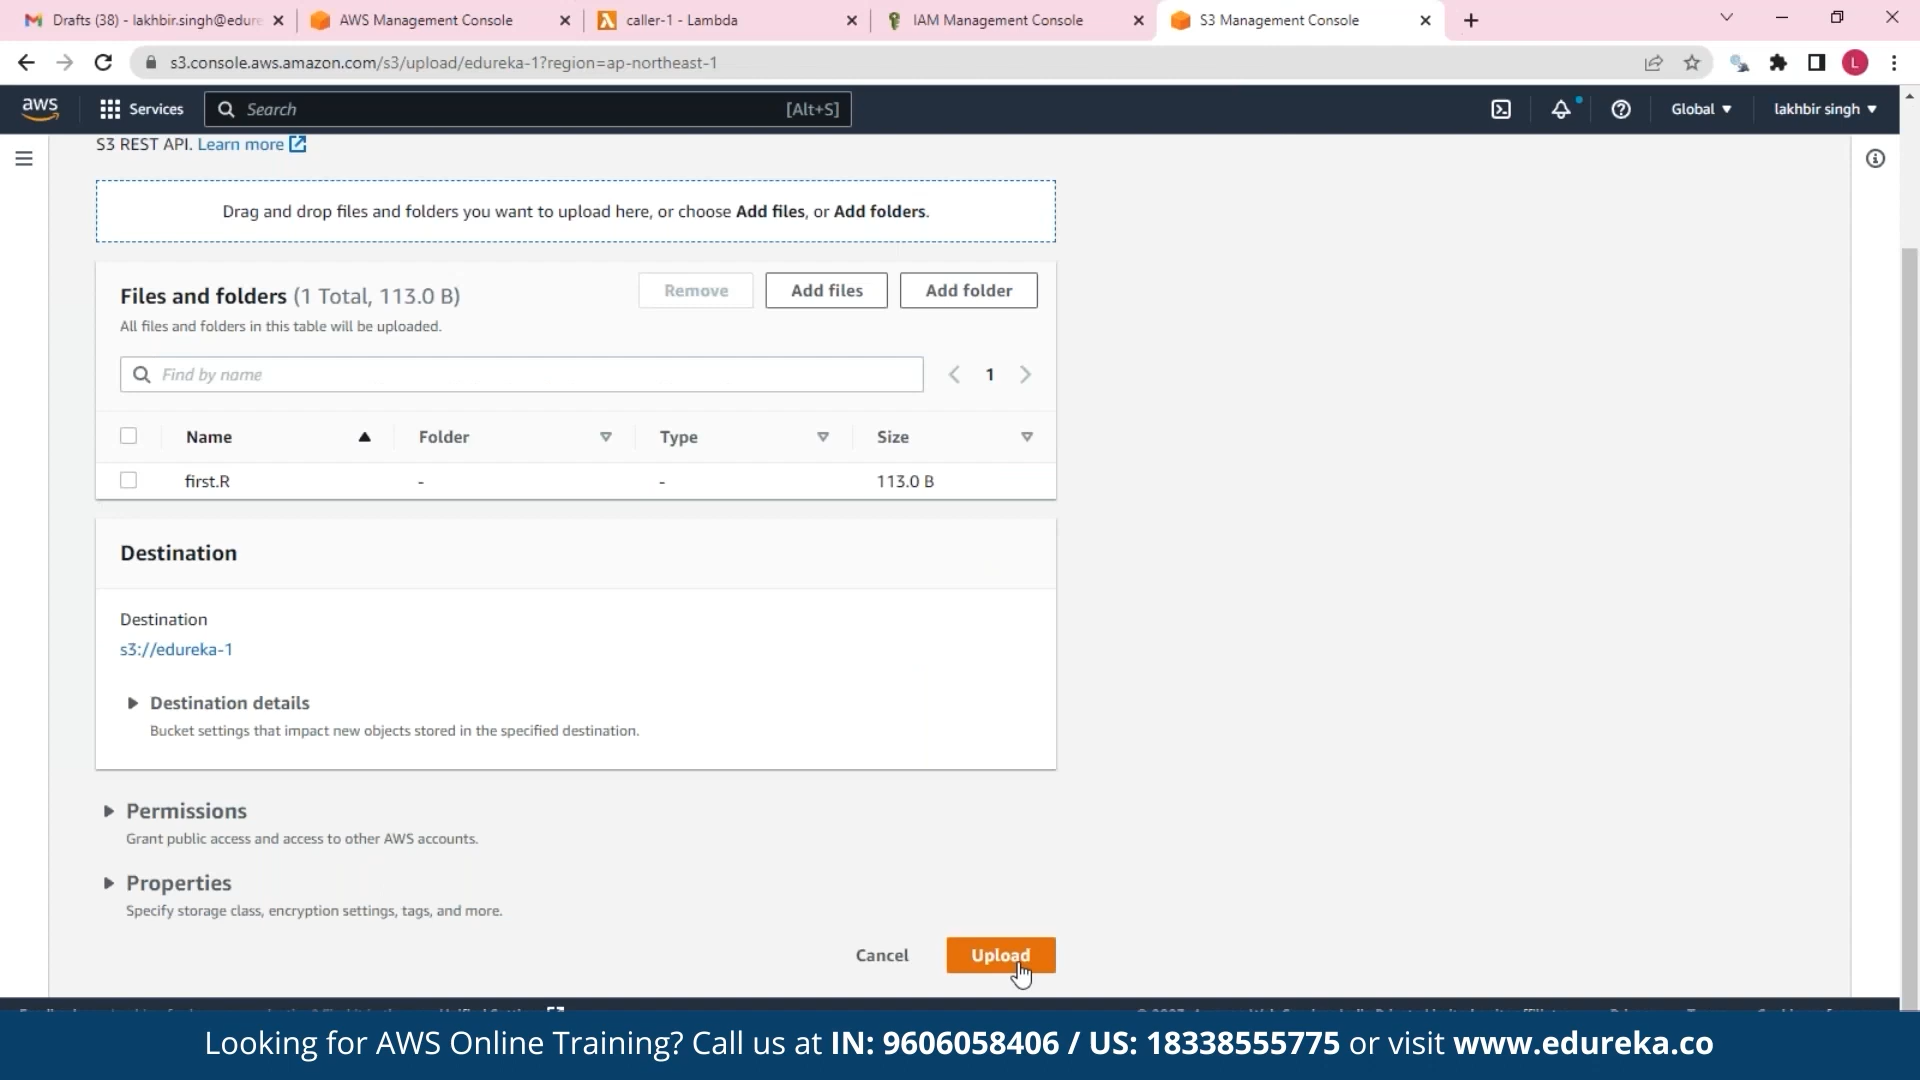 Drafts (38) - lakhbir.singh@edure
AWS Management Console
caller-1 - Lambda
IAM Management Console
S3 Management Console
s3.console.aws.amazon.com/s3/upload/edureka-1?region=ap-northeast-1
L
aws
Services
Search
[Alt+S]
Global
lakhbir singh
S3 REST API. Learn more
Drag and drop files and folders you want to upload here, or choose Add files, or Add folders.
Files and folders (1 Total, 113.0 B)
Remove
Add files
Add folder
All files and folders in this table will be uploaded.
Find by name
1
Name
Folder
Type
Size
first.R
-
-
113.0 B
Destination
Destination
s3://edureka-1
Destination details
Bucket settings that impact new objects stored in the specified destination.
Permissions
Grant public access and access to other AWS accounts.
Properties
Specify storage class, encryption settings, tags, and more.
Cancel
Upload
Looking for AWS Online Training? Call us at IN: 9606058406 / US: 18338555775 or visit www.edureka.co